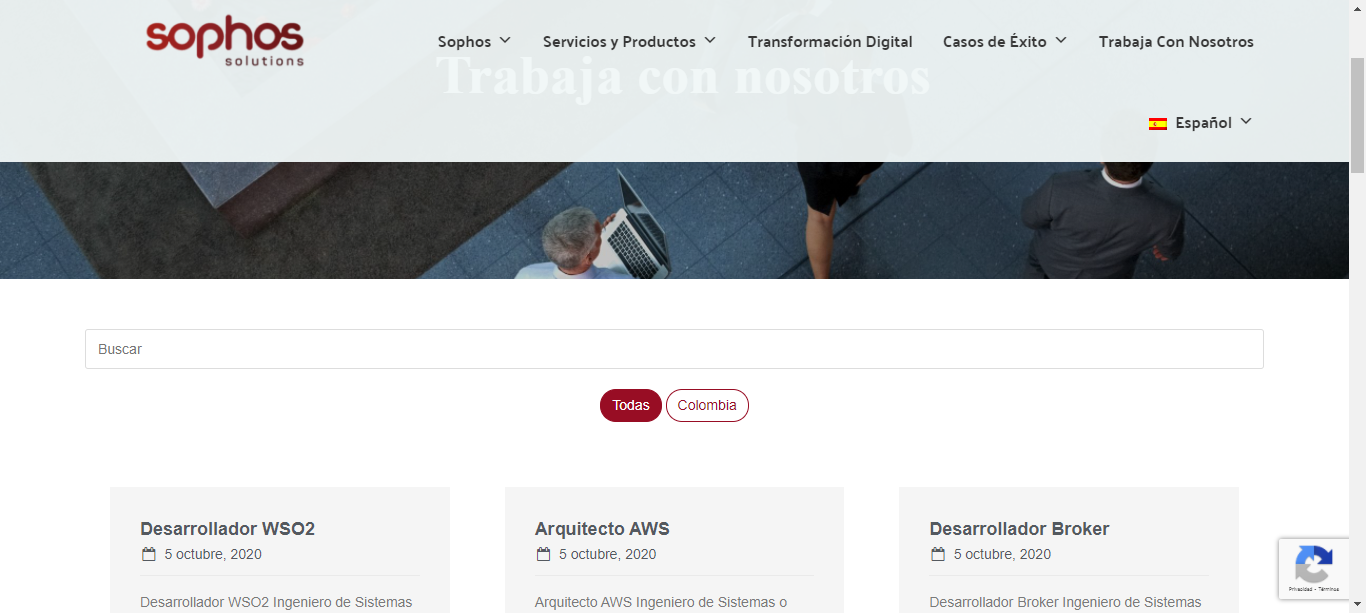 sophos
solutions
Sophos
Servicios y Productos
Transformación Digital
Casos de Éxito
Trabaja Con Nosotros
Trabaja con nosotros
Español
Buscar
Todas
Colombia
Desarrollador WSO2
5 octubre, 2020
Desarrollador WSO2 Ingeniero de Sistemas
Arquitecto AWS
5 octubre, 2020
Arquitecto AWS Ingeniero de Sistemas o
Desarrollador Broker
5 octubre, 2020
Desarrollador Broker Ingeniero de Sistemas
Privacidad - Términos